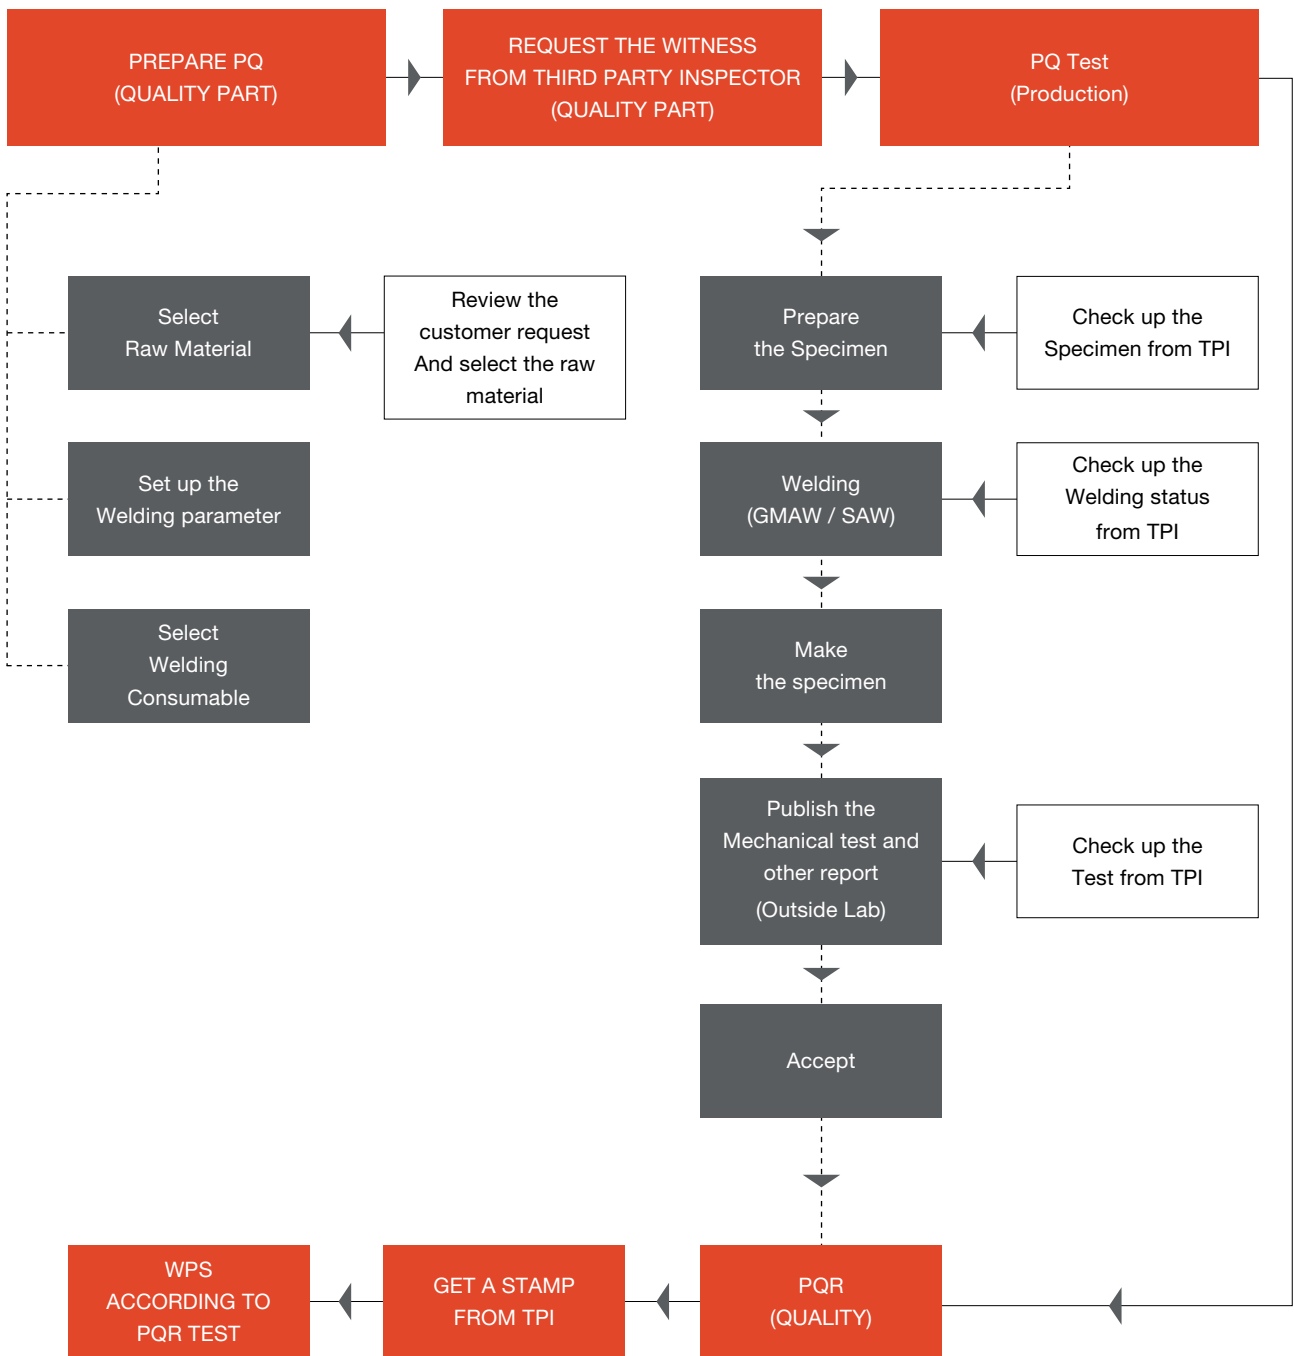 PREPARE PQ
(QUALITY PART)
REQUEST THE WITNESS
FROM THIRD PARTY INSPECTOR
(QUALITY PART)
PQ Test
(Production)
Select
Raw Material
Review the
customer request
And select the raw
material
Prepare
the Specimen
Check up the
Specimen from TPI
Set up the
Welding parameter
Welding
(GMAW / SAW)
Check up the
Welding status
from TPI
Select
Welding
Consumable
Make
the specimen
Publish the
Mechanical test and
other report
(Outside Lab)
Check up the
Test from TPI
Accept
WPS
ACCORDING TO
PQR TEST
GET A STAMP
FROM TPI
PQR
(QUALITY)